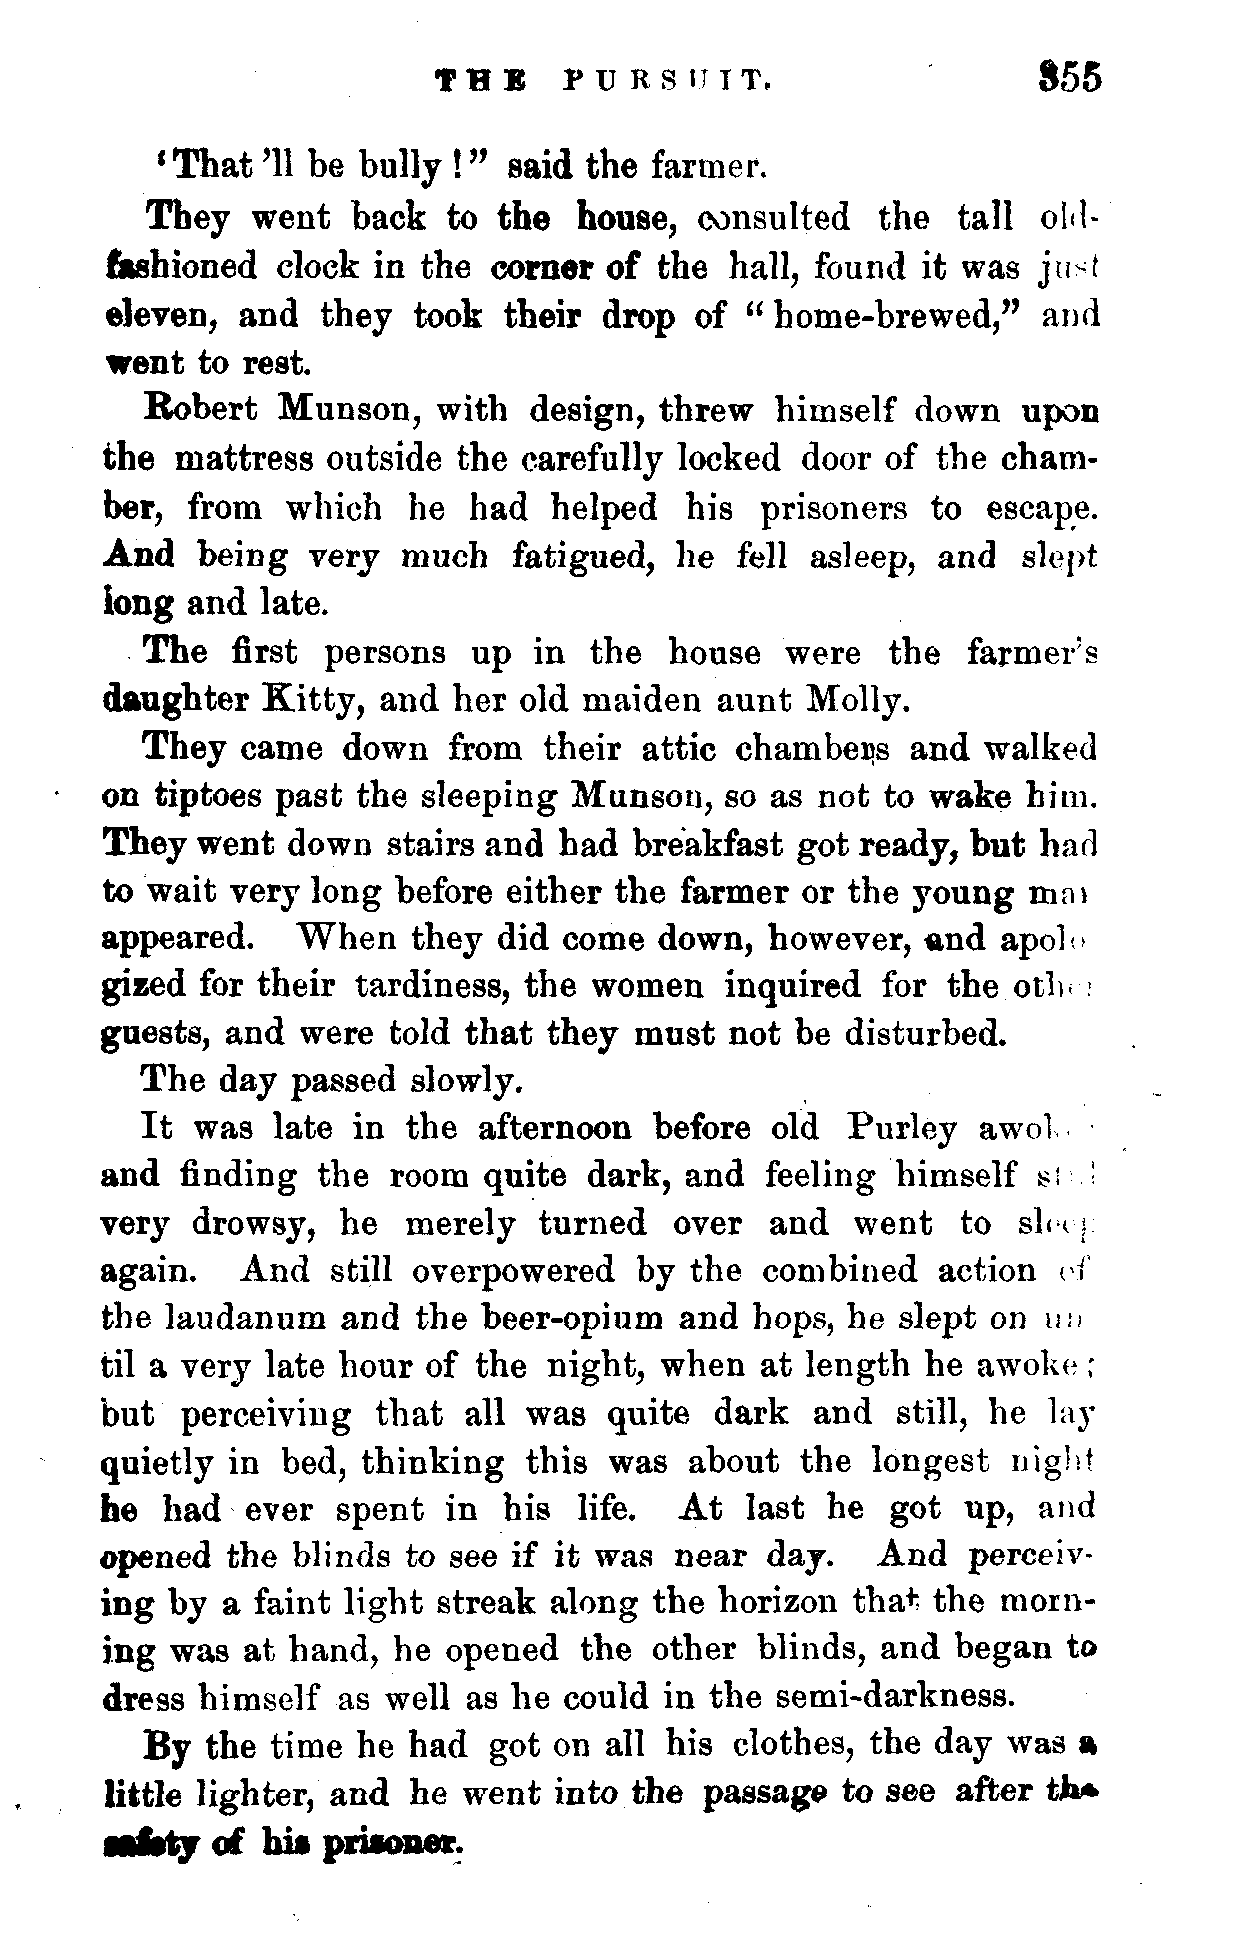 THE PURSUIT. 355
‘That ’ll be bully!” said the farmer.
They went back to the house, consulted the tall old-
fashioned clock in the corner of the hall, found it was just
eleven, and they took their drop of “home-brewed,” and
went to rest.
Robert Munson, with design, threw himself down upon
the mattress outside the carefully locked door of the cham-
ber, from which he had helped his prisoners to escape.
And being very much fatigued, he fell asleep, and slept
long and late.
The first persons up in the house were the farmer's
daughter Kitty, and her old maiden aunt Molly.
They came down from their attic chambers and walked
on tiptoes past the sleeping Munson, so as not to wake him.
They went down stairs and had breakfast got ready, but had
to wait very long before either the farmer or the young man
appeared. When they did come down, however, and apolo
gized for their tardiness, the women inquired for the other
guests, and were told that they must not be disturbed.
The day passed slowly.
It was late in the afternoon before old Purley awoke
and finding the room quite dark, and feeling himself still
very drowsy, he merely turned over and went to sleep
again. And still overpowered by the combined action of
the laudanum and the beer-opium and hops, he slept on un
til a very late hour of the night, when at length he awoke;
but perceiving that all was quite dark and still, he lay
quietly in bed, thinking this was about the longest night
he had ever spent in his life. At last he got up, and
opened the blinds to see if it was near day. And perceiv-
ing by a faint light streak along the horizon that the morn-
ing was at hand, he opened the other blinds, and began to
dress himself as well as he could in the semi-darkness.
By the time he had got on all his clothes, the day was a
little lighter, and he went into the passage to see after the
safety of his prisoner.